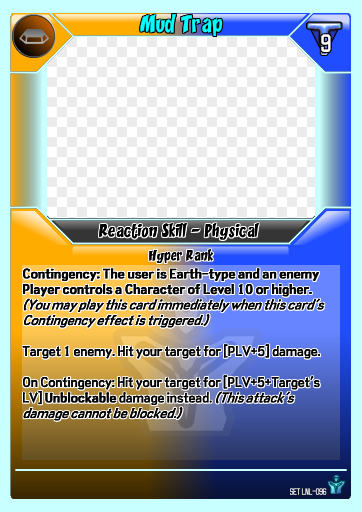 Mud Trap
9
Reaction Skill - Physical
Hyper Rank
Contingency: The user is Earth-type and an enemy
Player controls a Character of Level 10 or higher.
(You may play this card immediately when this card's
Contingency effect is triggered.)
Target 1 enemy. Hit your target for [PLV+5] damage.
On Contingency: Hit your target for [PLV+5+Target's
LV] Unblockable damage instead. (This attack's
damage cannot be blocked.)
SET LNL-096